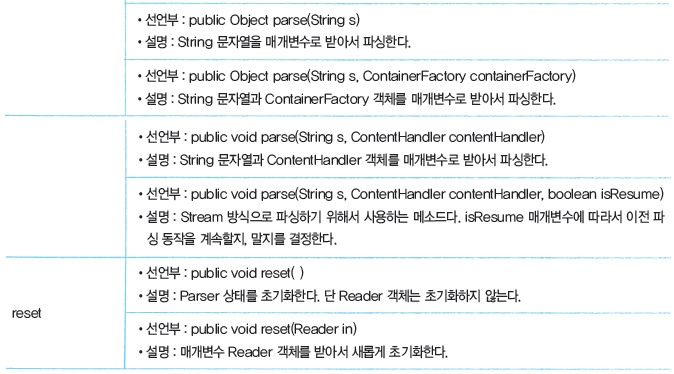 • 선언부 : public Object parse(String s)
• 설명 : String 문자열을 매개변수로 받아서 파싱한다.
• 선언부 : public Object parse(String s, ContainerFactory containerFactory)
• 설명 : String 문자열과 ContainerFactory 객체를 매개변수로 받아서 파싱한다.
• 선언부 : public void parse(String s, ContentHandler contentHandler)
• 설명 : String 문자열과 ContentHandler 객체를 매개변수로 받아서 파싱한다.
• 선언부 : public void parse(String s, ContentHandler contentHandler, boolean isResume)
• 설명 : Stream 방식으로 파싱하기 위해서 사용하는 메소드다. isResume 매개변수에 따라서 이전 파
싱 동작을 계속할지, 말지를 결정한다.
reset
• 선언부 : public void reset( )
• 설명 : Parser 상태를 초기화한다. 단 Reader 객체는 초기화하지 않는다.
• 선언부 : public void reset(Reader in)
• 설명 : 매개변수 Reader 객체를 받아서 새롭게 초기화한다.